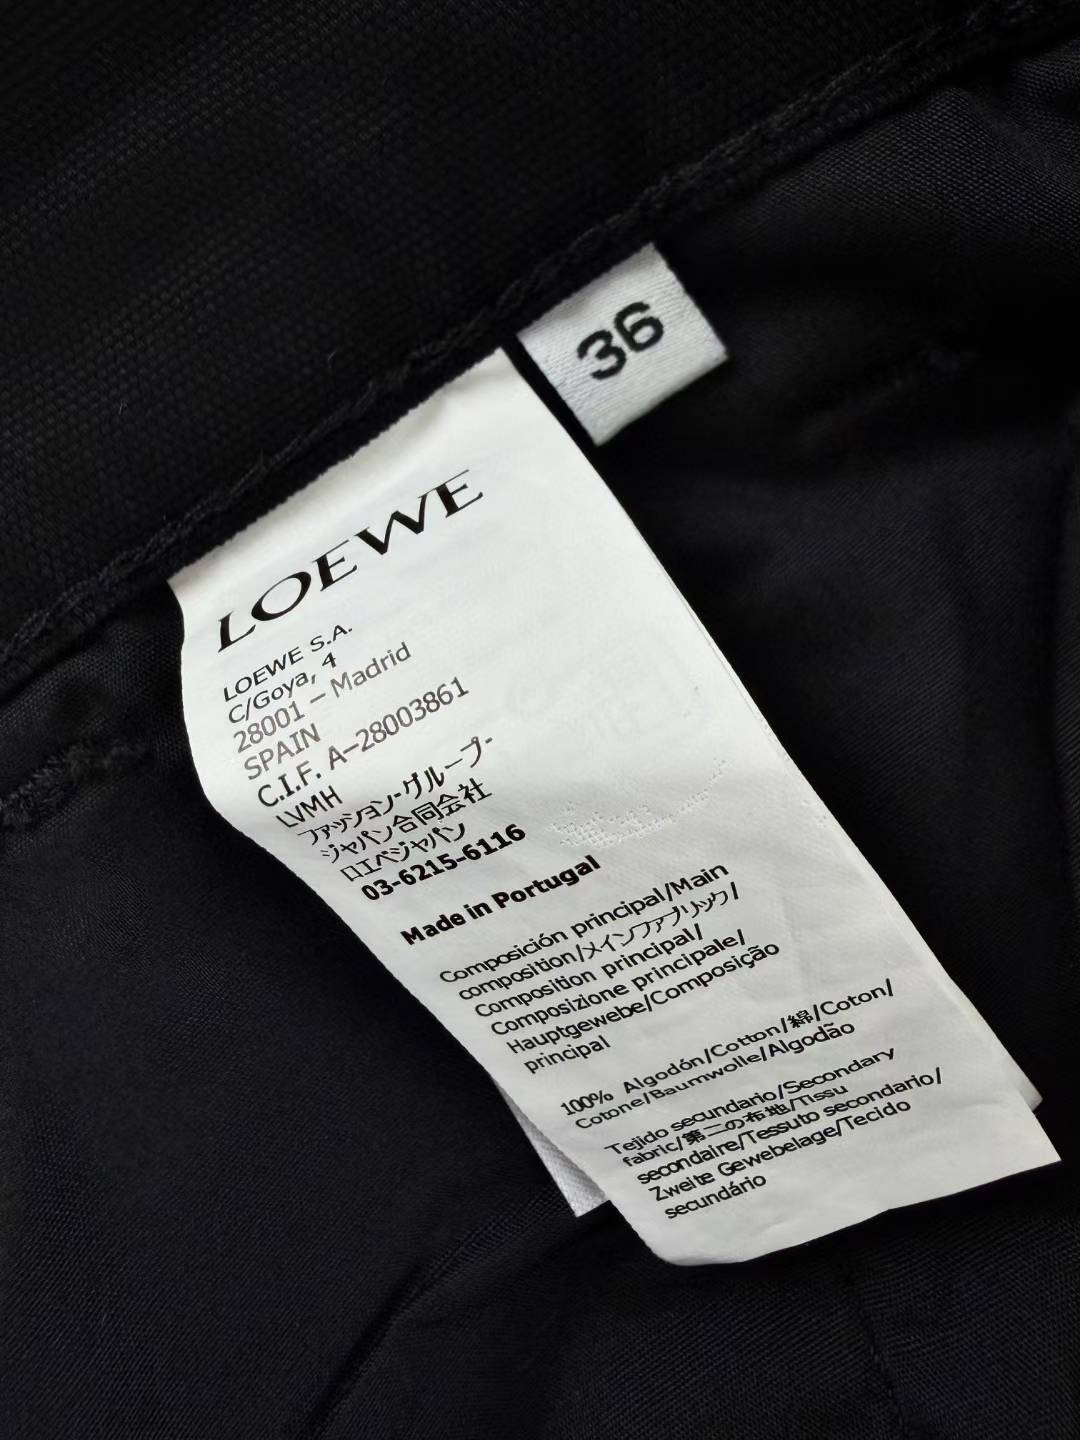 36
LOEWE
LOEWE S.A.
C/Goya, 4
28001 – Madrid
SPAIN
C.I.F. A-28003861
LVMH
ファッション-グループ-
ジャパン合同会社
ロエベジャパン
03-6215-6116
Made in Portugal
Composición principal/Main
composition/メインファブリック/
Composition principal/
Composizione principale/
Hauptgewebe/Composição
principal
100% Algodón/Cotton/綿/Coton/
Cotone/Baumwolle/Algodão
Tejido secundario/Secondary
fabric/第二の布地/Tissu
secondaire/Tessuto secondario/
Zweite Gewebelage/Tecido
secundário